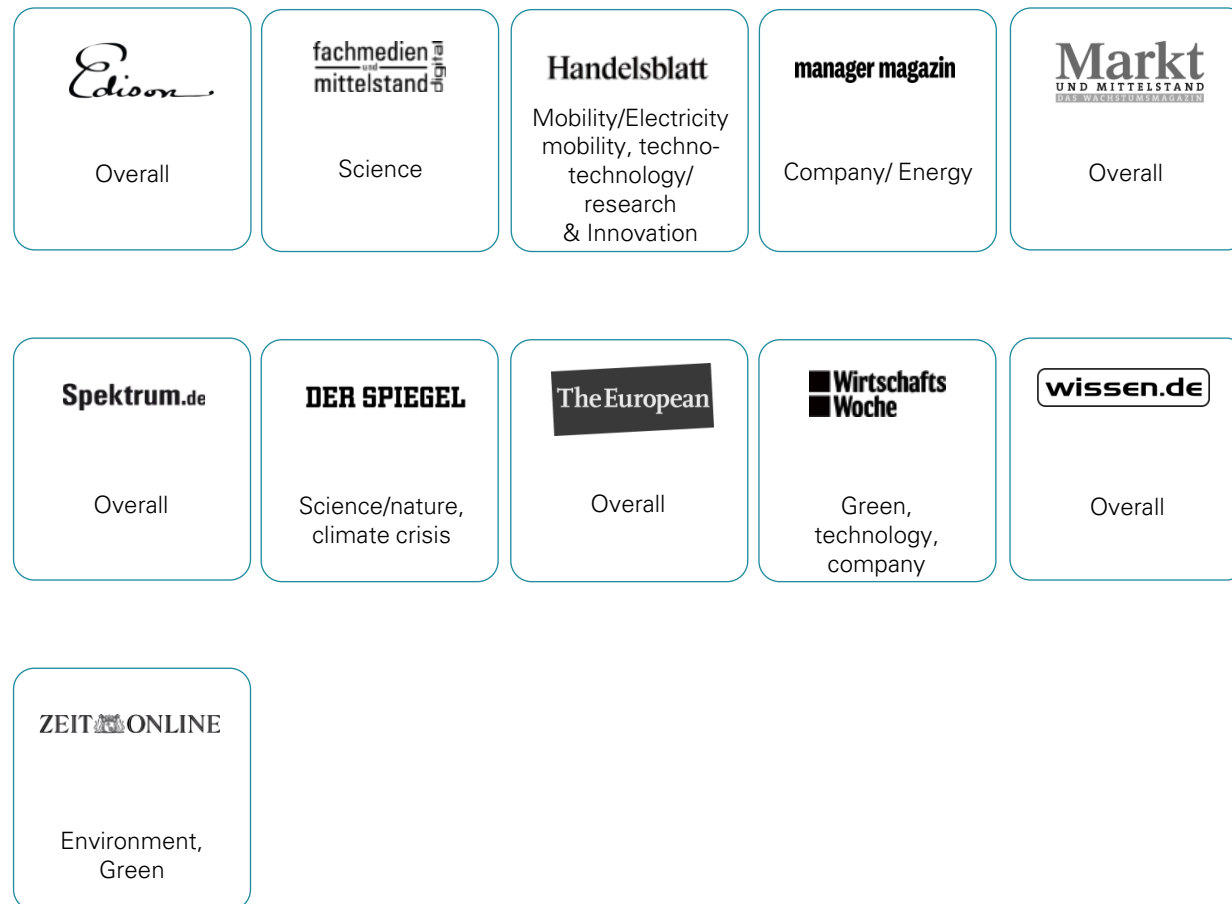 Edison
Overall
fachmedien
und
mittelstand
digital
Science
Handelsblatt
Mobility/Electricity
mobility, techno-
technology/
research
& Innovation
manager magazin
Company/ Energy
Markt
UND MITTELSTAND
DAS WACHSTUMSMAGAZIN
Overall
Spektrum.de
Overall
DER SPIEGEL
Science/nature,
climate crisis
The European
Overall
Wirtschafts
Woche
Green,
technology,
company
wissen.de
Overall
ZEIT ONLINE
Environment,
Green